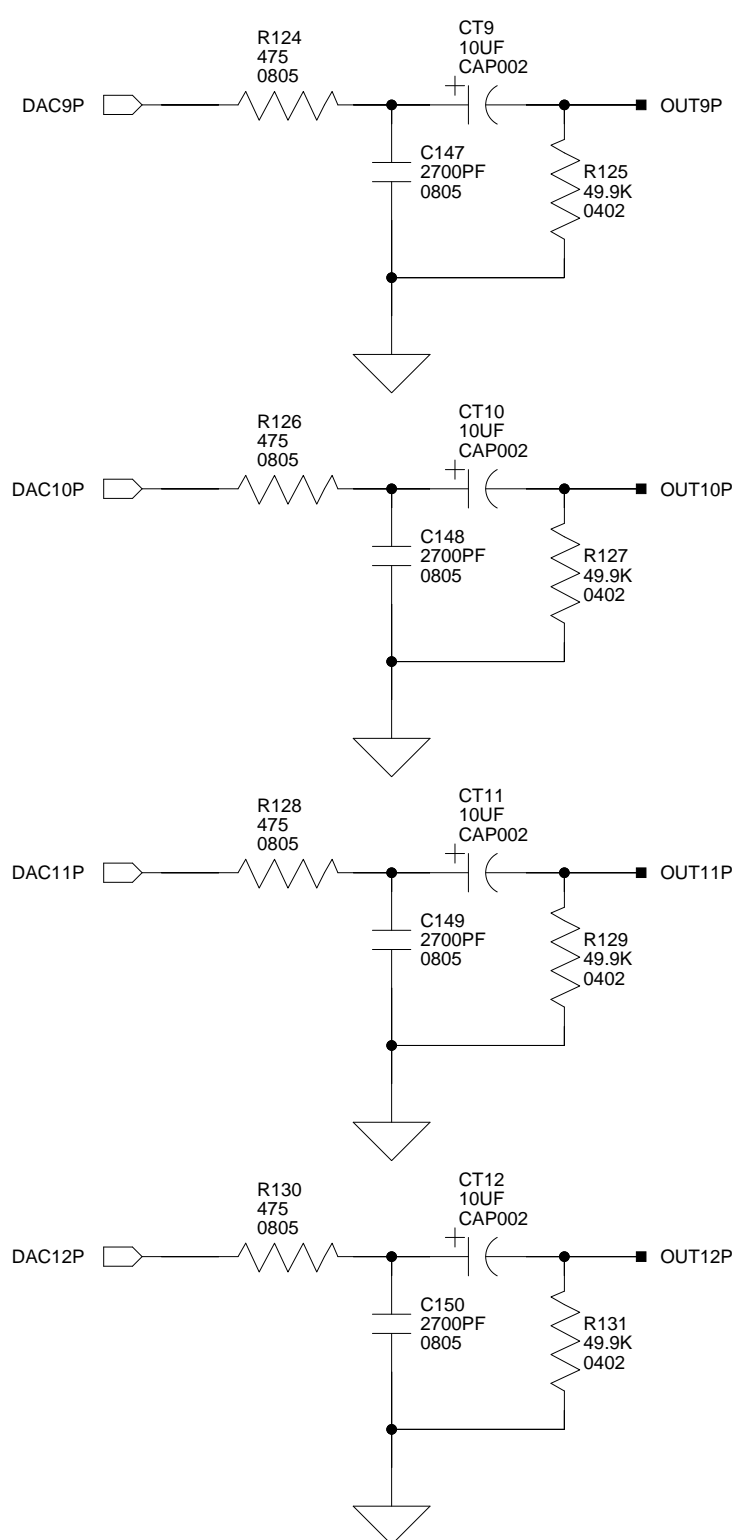 CT9
10UF
CAP002
R124
475
0805
DAC9P
OUT9P
C147
2700PF
0805
R125
49.9K
0402
CT10
10UF
CAP002
R126
475
0805
DAC10P
OUT10P
C148
2700PF
0805
R127
49.9K
0402
CT11
10UF
CAP002
R128
475
0805
DAC11P
OUT11P
C149
2700PF
0805
R129
49.9K
0402
CT12
10UF
CAP002
R130
475
0805
DAC12P
OUT12P
C150
2700PF
0805
R131
49.9K
0402